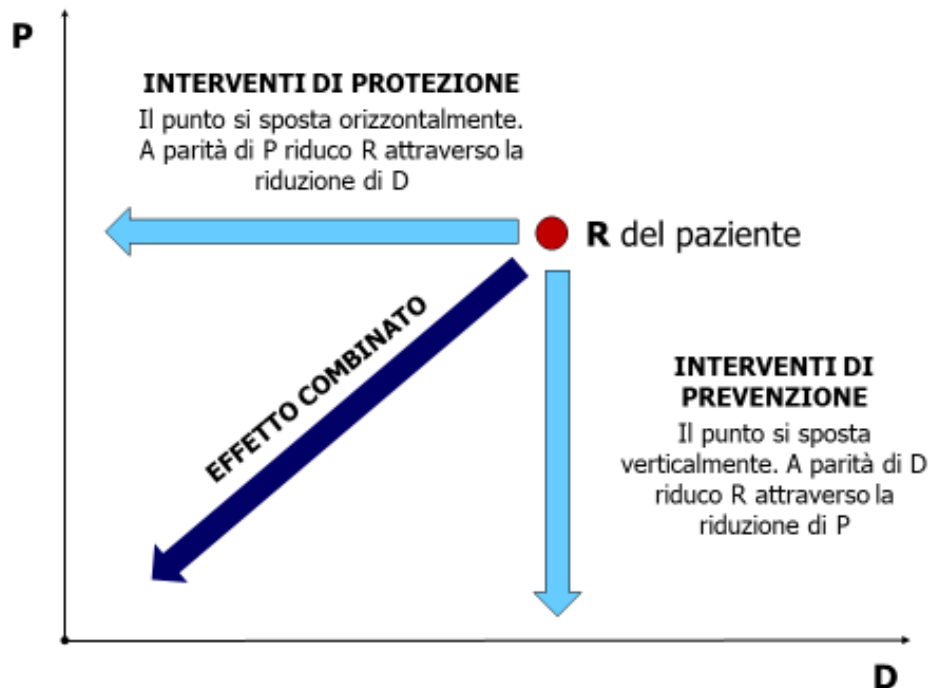 P
INTERVENTI DI PROTEZIONE
Il punto si sposta orizzontalmente.
A parità di P riduco R attraverso la
riduzione di D
R del paziente
EFFETTO COMBINATO
INTERVENTI DI
PREVENZIONE
Il punto si sposta
verticalmente. A parità di D
riduco R attraverso la
riduzione di P
D